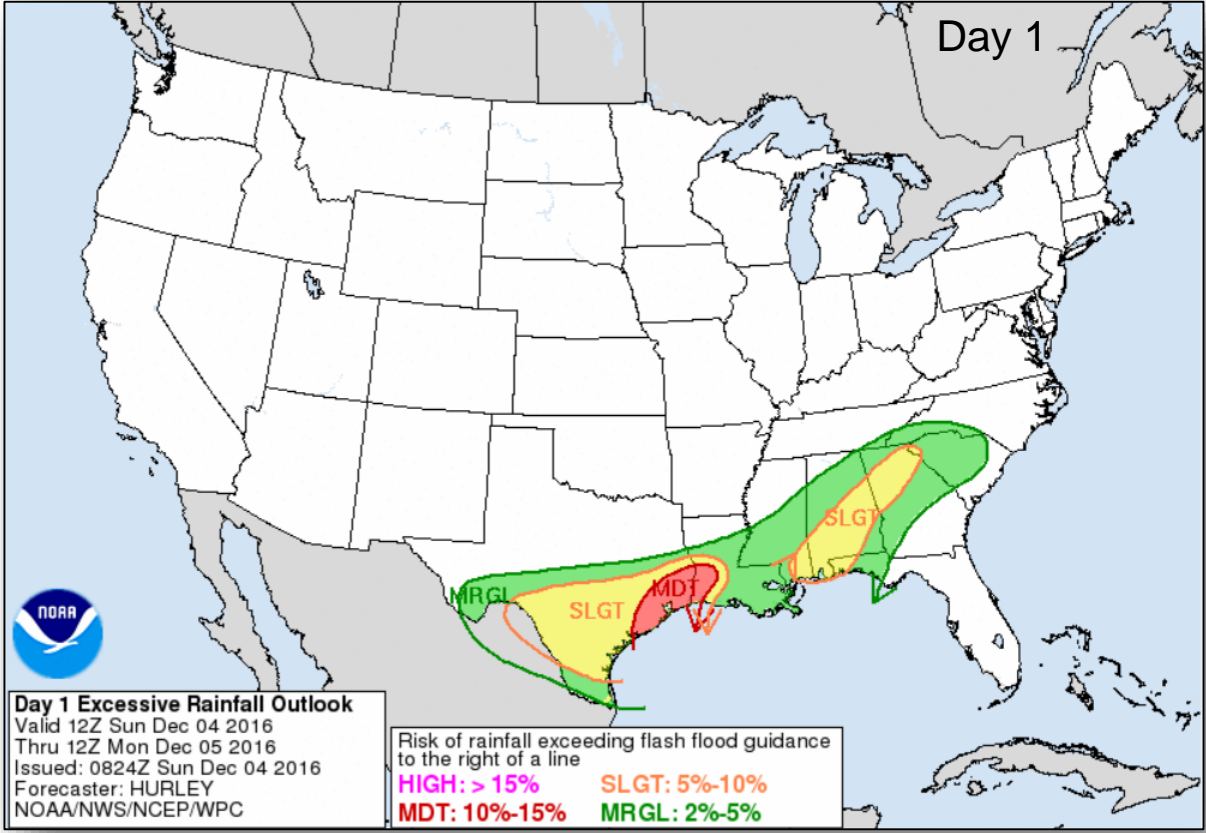 Day 1
MRGL
SLGT
MDT
SLGT
NOAA
Day 1 Excessive Rainfall Outlook
Valid 12Z Sun Dec 04 2016
Thru 12Z Mon Dec 05 2016
Issued: 0824Z Sun Dec 04 2016
Forecaster: HURLEY
NOAA/NWS/NCEP/WPC
Risk of rainfall exceeding flash flood guidance
to the right of a line
HIGH: > 15% SLGT: 5%-10%
MDT: 10%-15% MRGL: 2%-5%